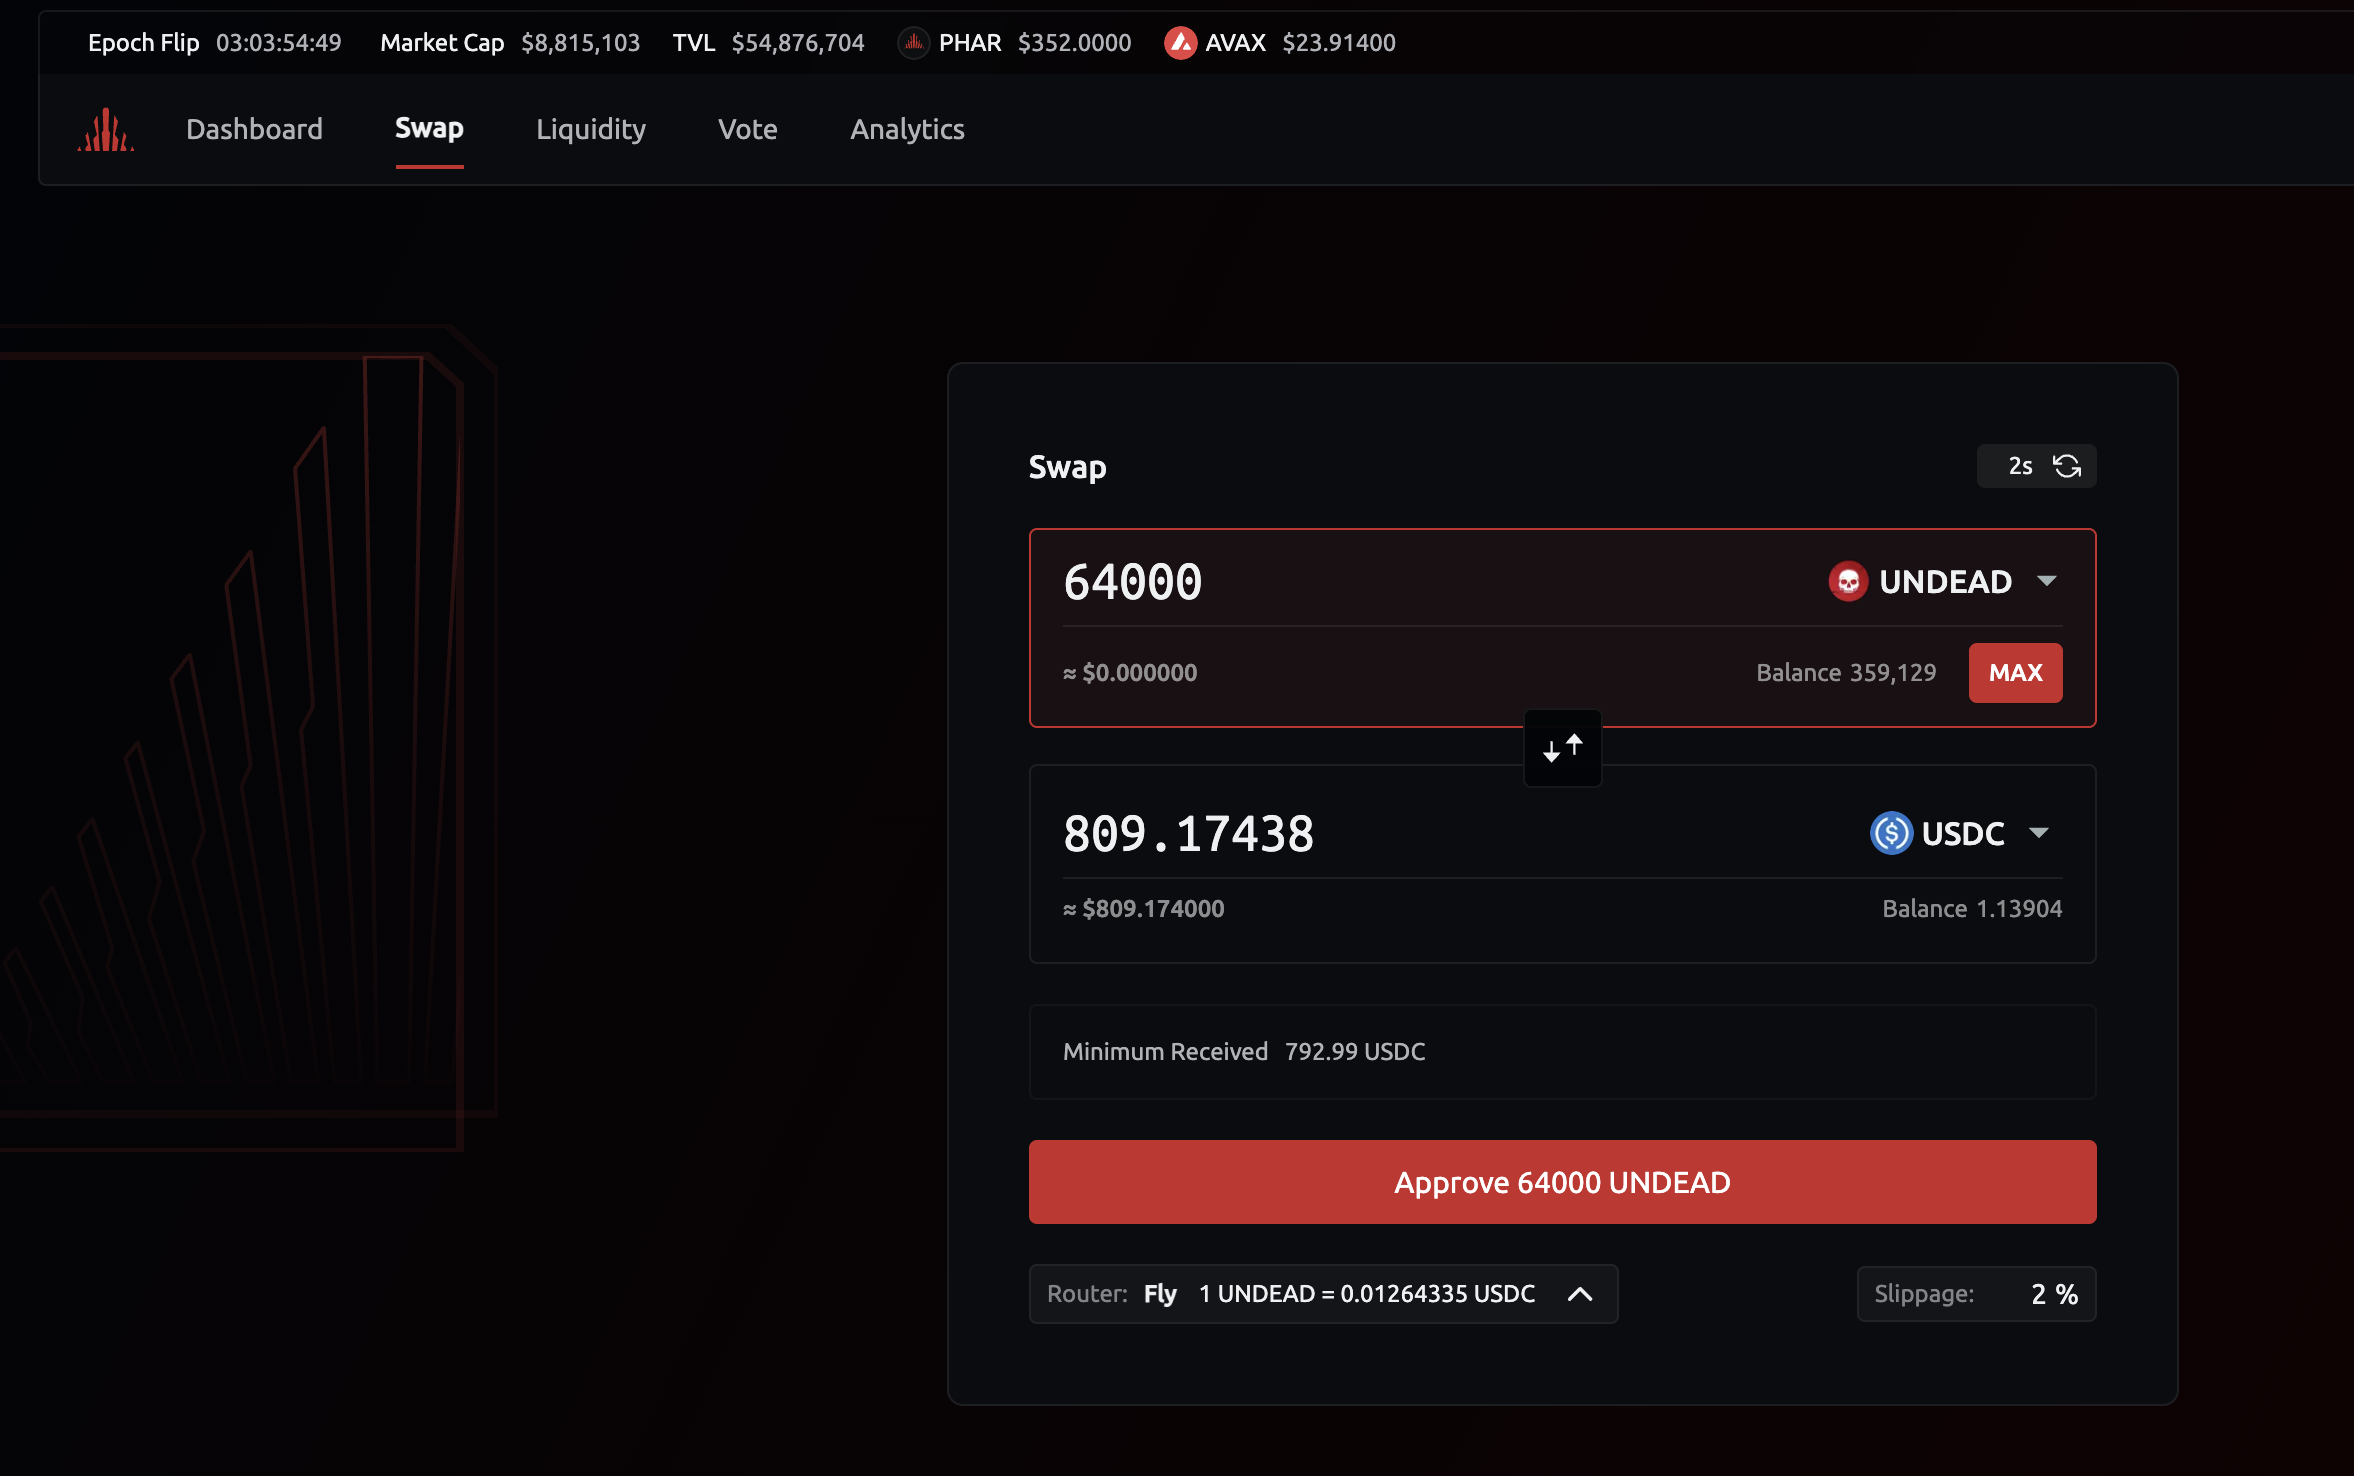 Epoch Flip 03:03:54:49 Market Cap $8,815,103 TVL $54,876,704 PHAR $352.0000 AVAX $23.91400
Dashboard Swap Liquidity Vote Analytics
Swap 2s
64000 UNDEAD
≈ $0.000000 Balance 359,129 MAX
809.17438 USDC
≈ $809.174000 Balance 1.13904
Minimum Received 792.99 USDC
Approve 64000 UNDEAD
Router: Fly 1 UNDEAD = 0.01264335 USDC Slippage: 2 %